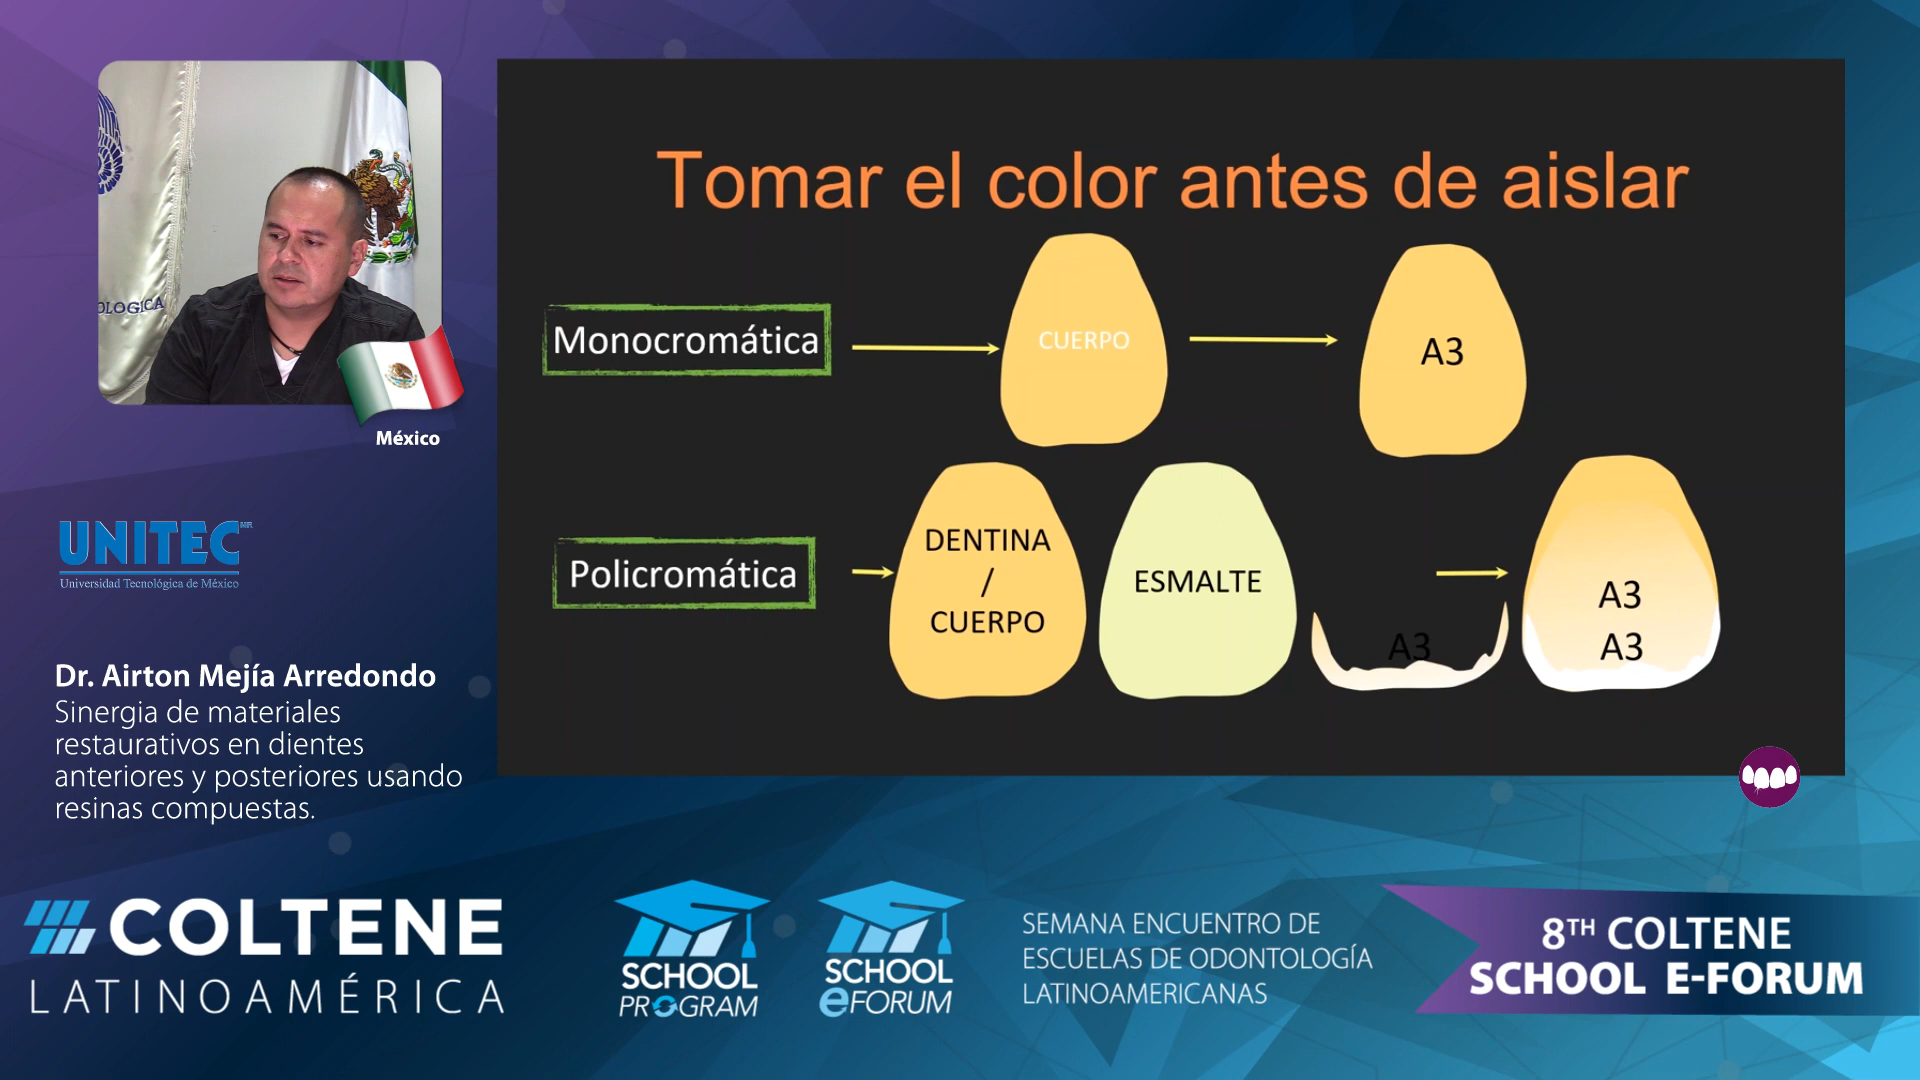 OLOGICA
México
UNITEC MR
Universidad Tecnológica de México
Dr. Airton Mejía Arredondo
Sinergia de materiales
restaurativos en dientes
anteriores y posteriores usando
resinas compuestas.
Tomar el color antes de aislar
Monocromática
CUERPO
A3
Policromática
DENTINA
/
CUERPO
ESMALTE
A3
A3
A3
COLTENE
LATINOAMÉRICA
SCHOOL
PROGRAM
SCHOOL
eFORUM
SEMANA ENCUENTRO DE
ESCUELAS DE ODONTOLOGÍA
LATINOAMERICANAS
8TH COLTENE
SCHOOL E-FORUM